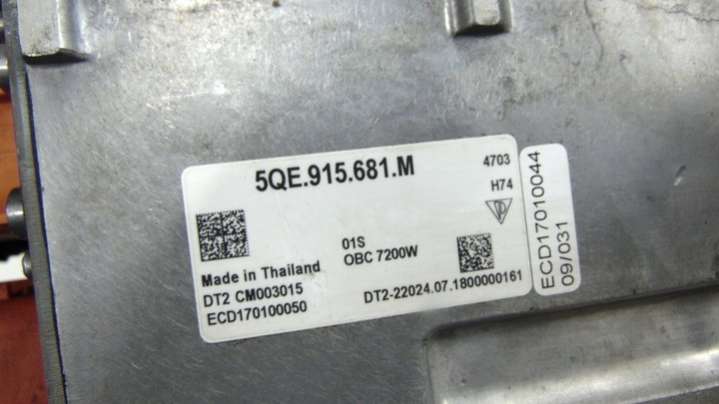 5QE.915.681.M
4703
H74
01S
OBC 7200W
Made in Thailand
DT2 CM003015
ECD170100050
DT2-22024.07.1800000161
ECD17010044
09/031